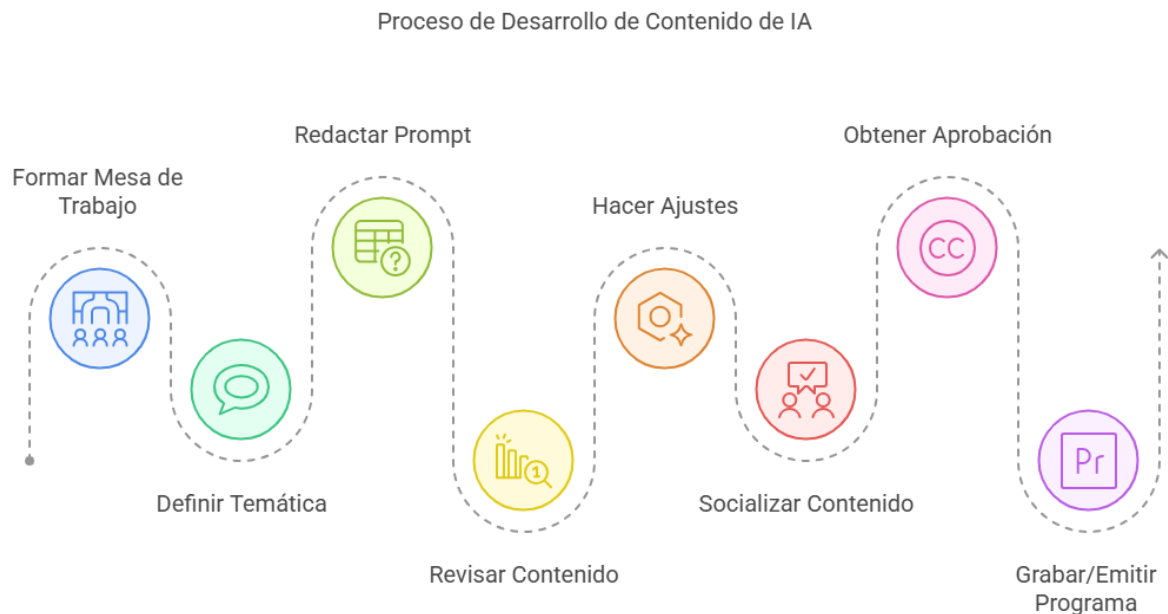 Proceso de Desarrollo de Contenido de IA
Formar Mesa de
Trabajo
Definir Temática
Redactar Prompt
?
Revisar Contenido
1
Hacer Ajustes
Socializar Contenido
Obtener Aprobación
CC
Grabar/Emitir
Programa
Pr